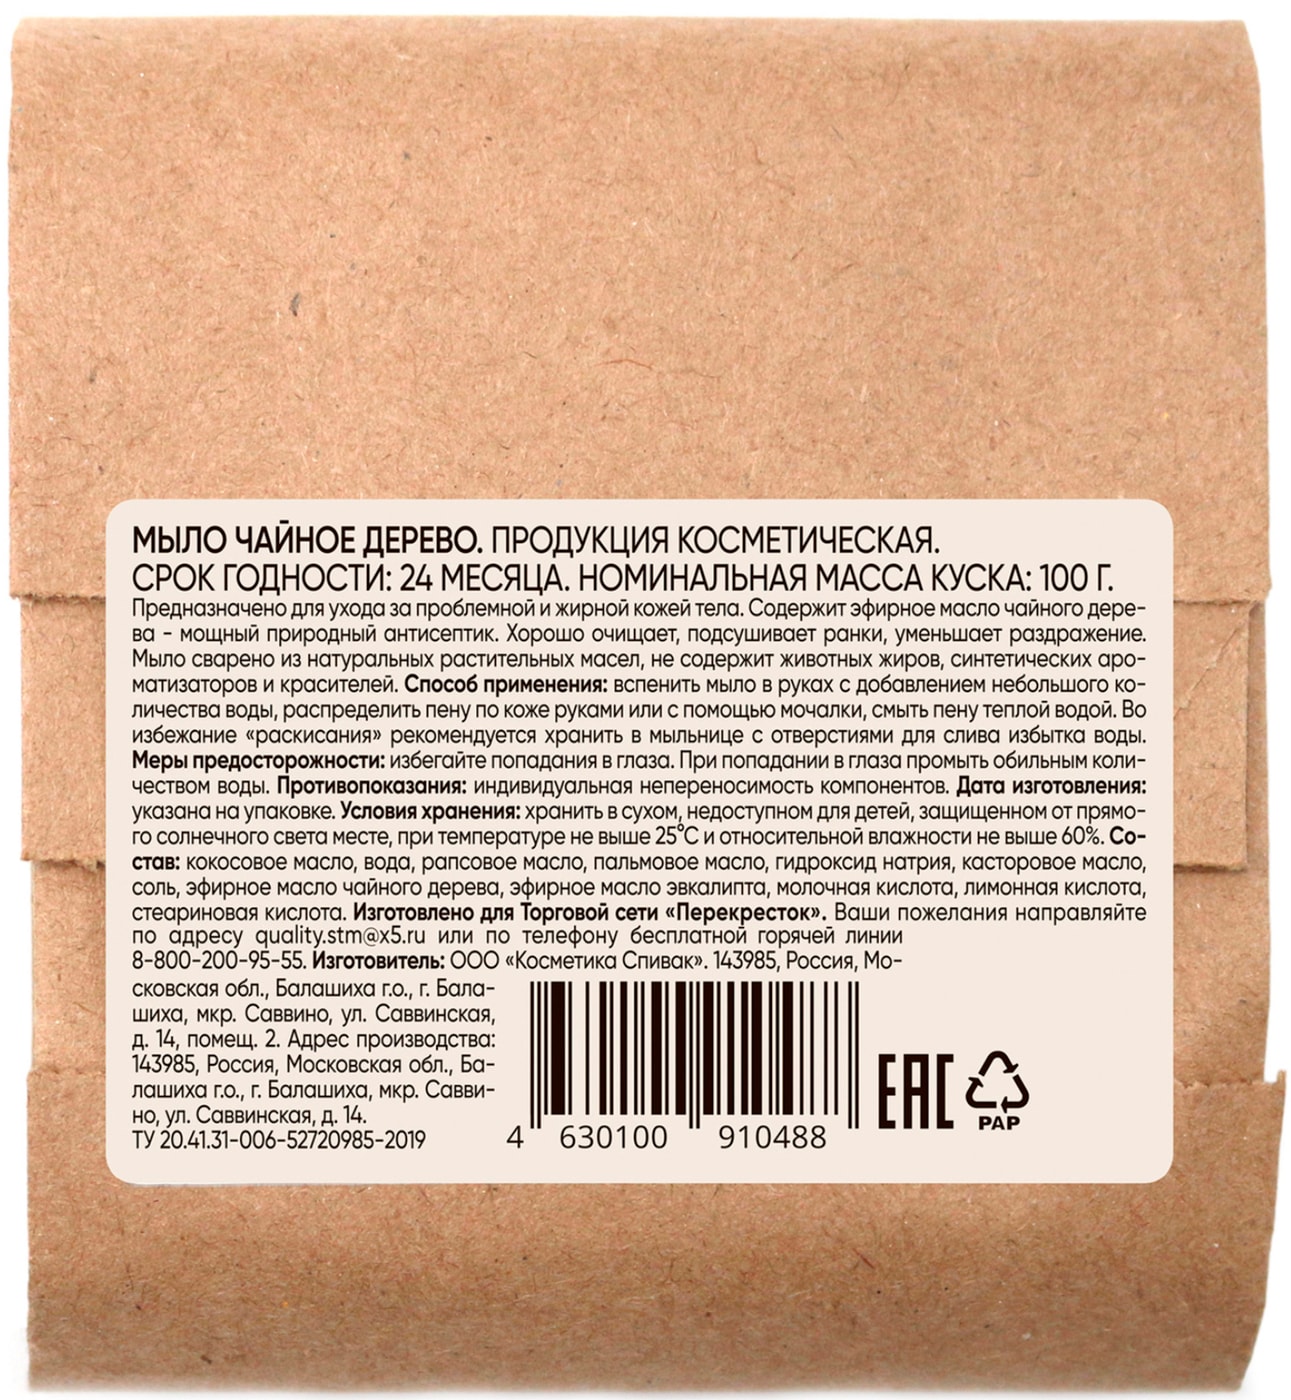 МЫЛО ЧАЙНОЕ ДЕРЕВО. ПРОДУКЦИЯ КОСМЕТИЧЕСКАЯ.
СРОК ГОДНОСТИ: 24 МЕСЯЦА. НОМИНАЛЬНАЯ МАССА КУСКА: 100 Г.
Предназначено для ухода за проблемной и жирной кожей тела. Содержит эфирное масло чайного дере-
ва - мощный природный антисептик. Хорошо очищает, подсушивает ранки, уменьшает раздражение.
Мыло сварено из натуральных растительных масел, не содержит животных жиров, синтетических аро-
матизаторов и красителей. Способ применения: вспенить мыло в руках с добавлением небольшого ко-
личества воды, распределить пену по коже руками или с помощью мочалки, смыть пену теплой водой. Во
избежание «раскисания» рекомендуется хранить в мыльнице с отверстиями для слива избытка воды.
Меры предосторожности: избегайте попадания в глаза. При попадании в глаза промыть обильным коли-
чеством воды. Противопоказания: индивидуальная непереносимость компонентов. Дата изготовления:
указана на упаковке. Условия хранения: хранить в сухом, недоступном для детей, защищенном от прямо-
го солнечного света месте, при температуре не выше 25°С и относительной влажности не выше 60%. Со-
став: кокосовое масло, вода, рапсовое масло, пальмовое масло, гидроксид натрия, касторовое масло,
соль, эфирное масло чайного дерева, эфирное масло эвкалипта, молочная кислота, лимонная кислота,
стеариновая кислота. Изготовлено для Торговой сети «Перекресток». Ваши пожелания направляйте
по адресу quality.stm@x5.ru или по телефону бесплатной горячей линии
8-800-200-95-55. Изготовитель: ООО «Косметика Спивак». 143985, Россия, Мо-
сковская обл., Балашиха г.о., г. Бала-
шиха, мкр. Саввино, ул. Саввинская,
д. 14, помещ. 2. Адрес производства:
143985, Россия, Московская обл., Ба-
лашиха г.о., г. Балашиха, мкр. Савви-
но, ул. Саввинская, д. 14.
ТУ 20.41.31-006-52720985-2019
4 630100 910488
ЕАС
PAP